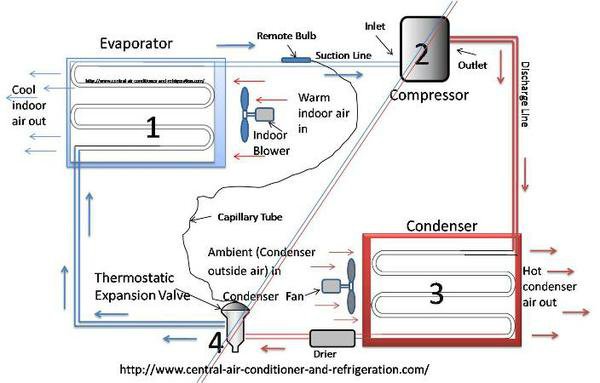 Evaporator
Remote Bulb
Suction Line
Inlet
2
Outlet
Compressor
http://www.central-air-conditioner-and-refrigeration.com/
Cool
indoor
air out
1
Warm
indoor air
in
Indoor
Blower
Discharge Line
Capillary Tube
Condenser
Ambient (Condenser
outside air) in
Thermostatic
Expansion Valve
Condenser Fan
3
Hot
condenser
air out
4
Drier
http://www.central-air-conditioner-and-refrigeration.com/